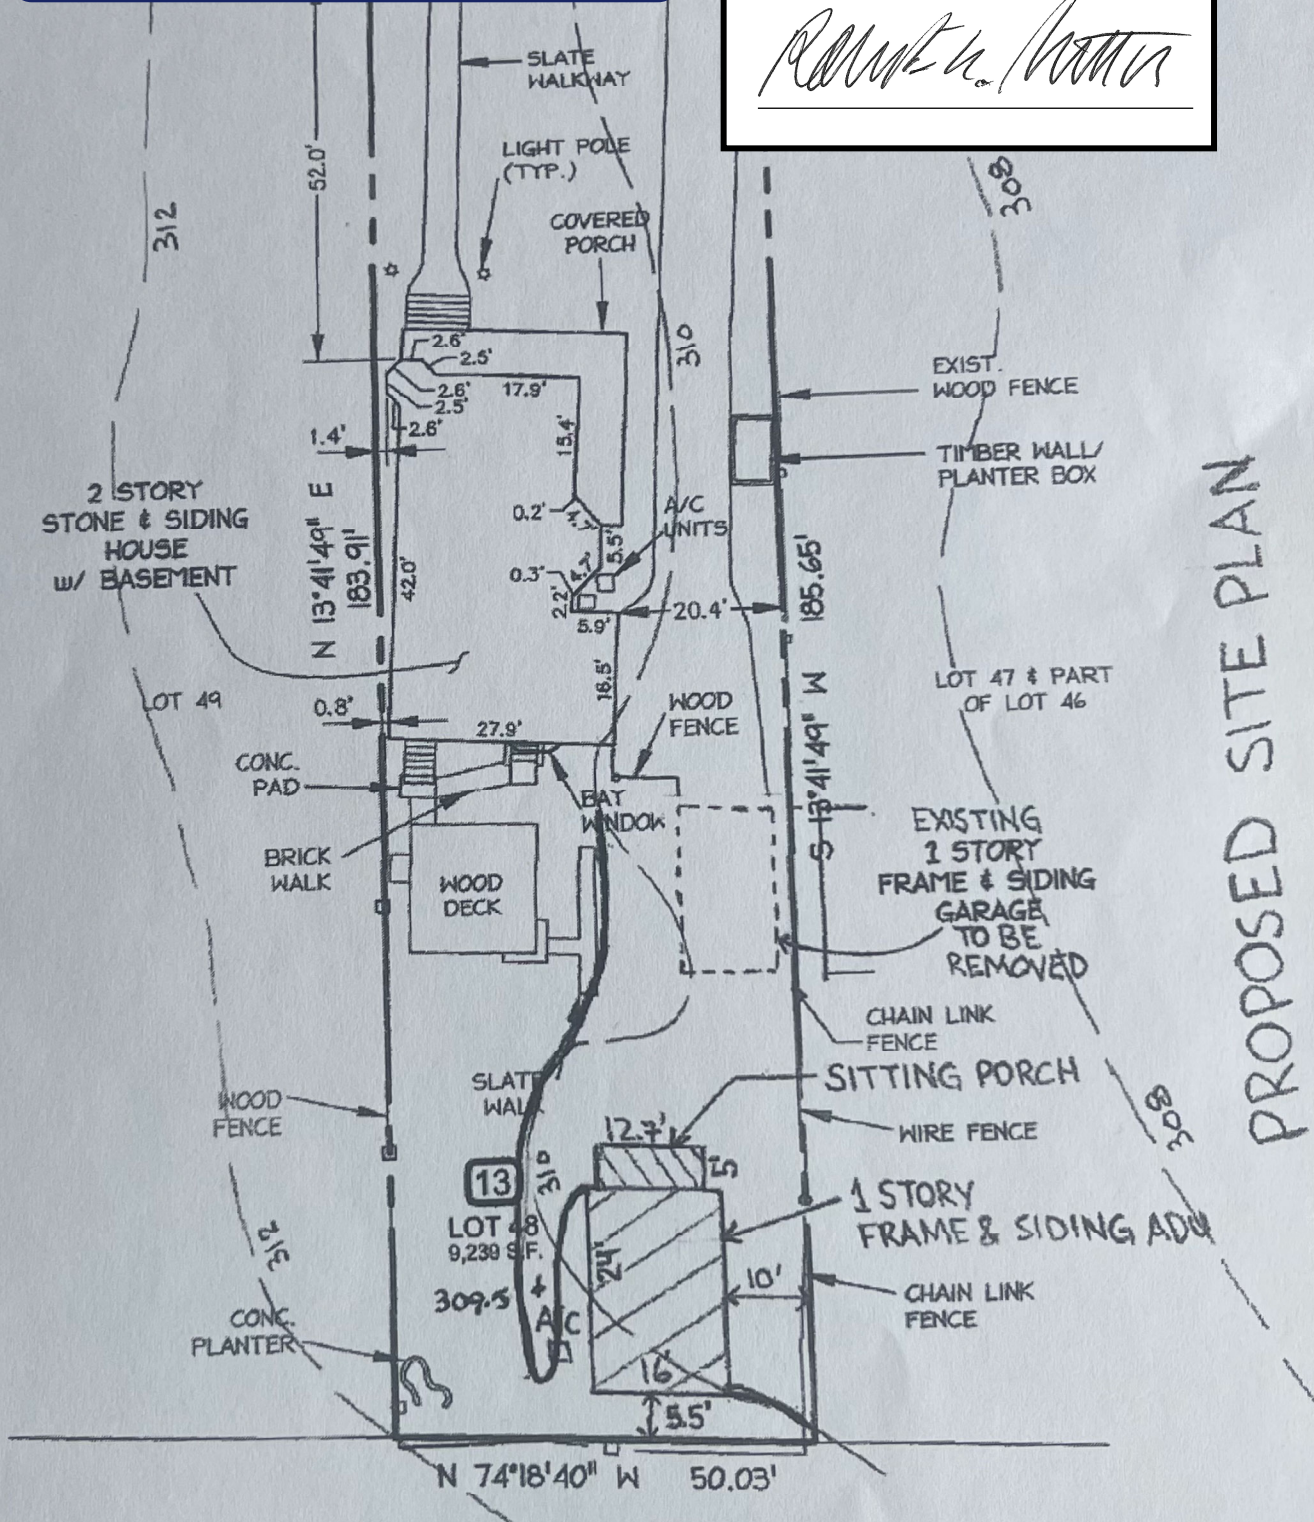 SLATE
WALKWAY
LIGHT POLE
(TYP.)
COVERED
PORCH
52.0'
312
308
310
2.6'
2.5'
2.6'
2.5'
2.6'
17.9'
15.4'
1.4'
EXIST.
WOOD FENCE
TIMBER WALL/
PLANTER BOX
2 STORY
STONE & SIDING
HOUSE
w/ BASEMENT
N 13°41'49" E
183.91'
42.0'
0.2'
A/C
UNITS
5.5'
0.3'
4.7'
2.2'
5.9'
20.4'
185.65'
S 13°41'49" W
16.5'
LOT 49
0.8'
27.9'
WOOD
FENCE
LOT 47 & PART
OF LOT 46
PROPOSED SITE PLAN
CONC.
PAD
BAY
WINDOW
BRICK
WALK
WOOD
DECK
EXISTING
1 STORY
FRAME & SIDING
GARAGE
TO BE
REMOVED
CHAIN LINK
FENCE
SLATE
WALK
SITTING PORCH
WOOD
FENCE
WIRE FENCE
12.7'
5'
308
13
310
LOT 48
9,239 S.F.
309.5
A/C
24'
16'
10'
5.5'
1 STORY
FRAME & SIDING ADU
CHAIN LINK
FENCE
312
CONC.
PLANTER
N 74°18'40" W 50.03'